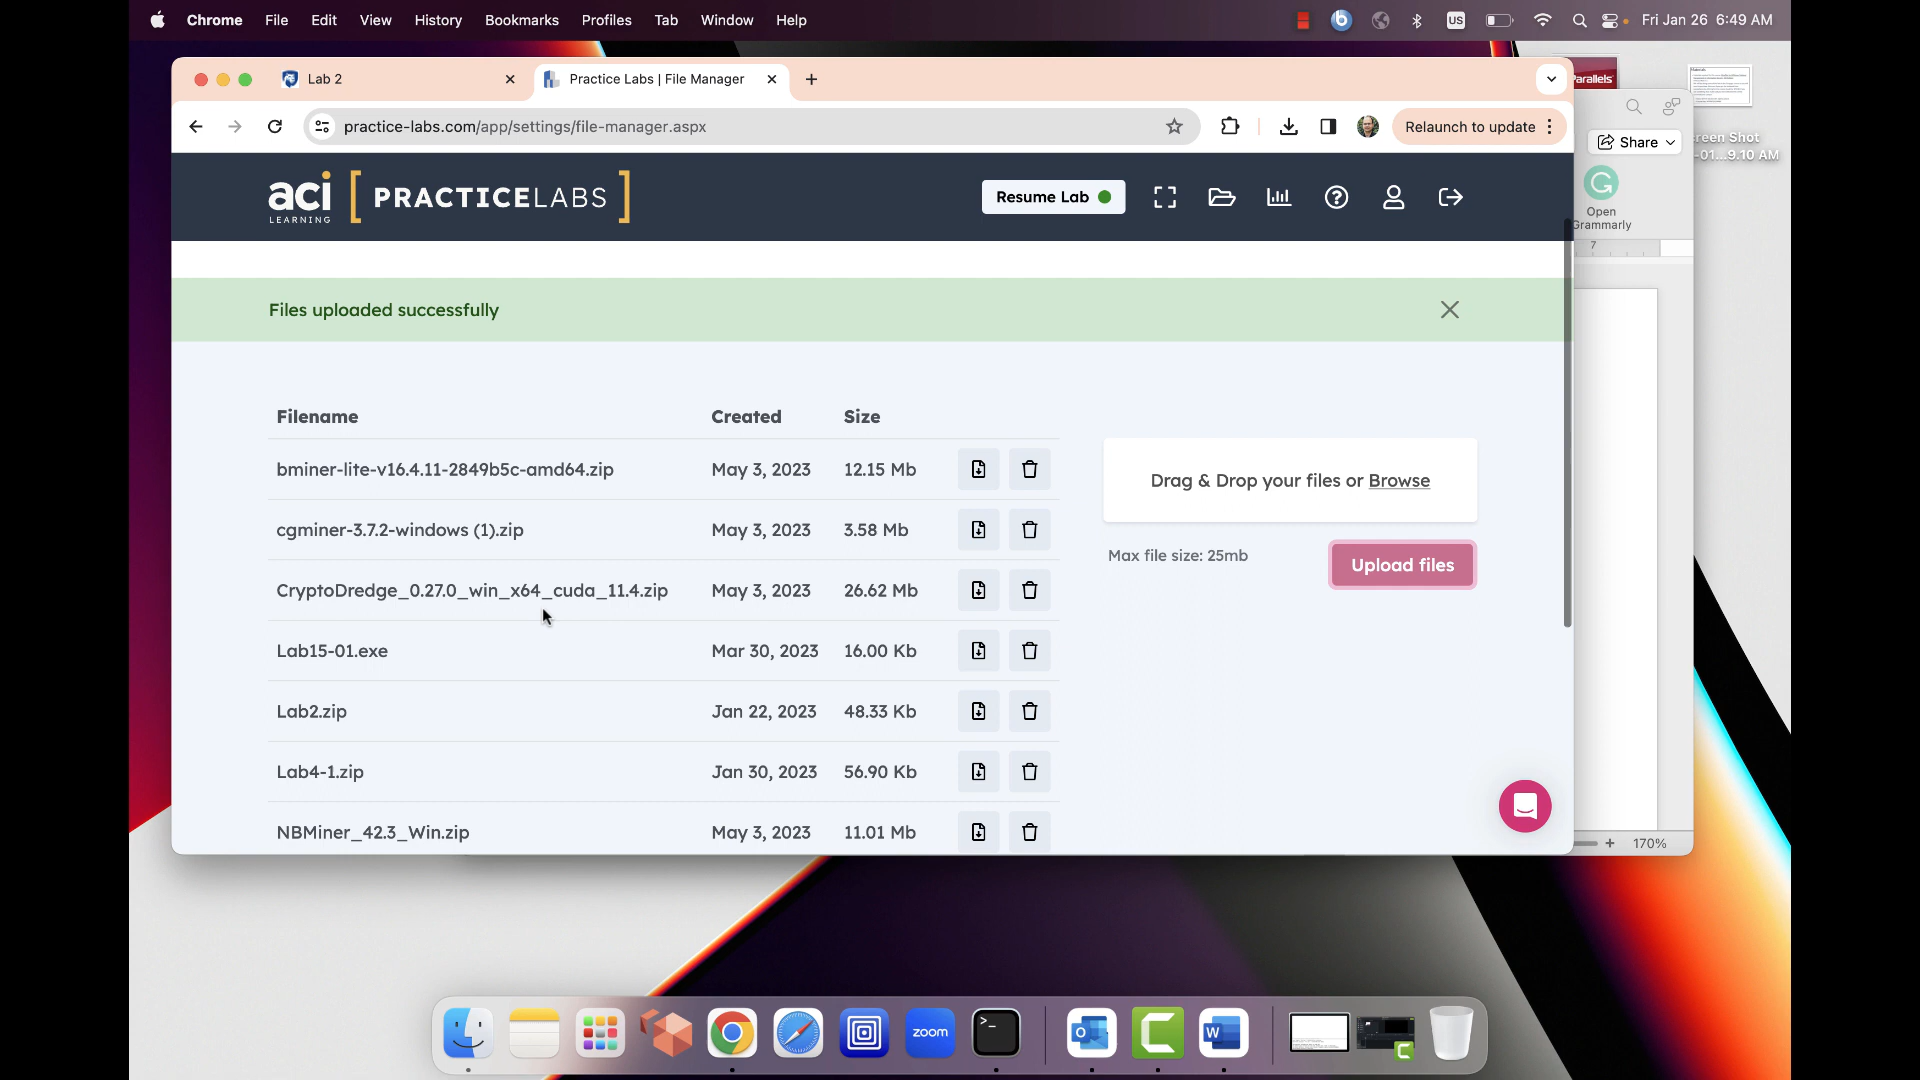 Chrome File Edit View History Bookmarks Profiles Tab Window Help
US
Fri Jan 26 6:49 AM
Lab 2
Practice Labs | File Manager
practice-labs.com/app/settings/file-manager.aspx
Relaunch to update
Parallels
Share
-01...9.10 AM
aci LEARNING [ PRACTICELABS ]
Resume Lab
Open
Grammarly
7
Files uploaded successfully
Filename Created Size
bminer-lite-v16.4.11-2849b5c-amd64.zip May 3, 2023 12.15 Mb
cgminer-3.7.2-windows (1).zip May 3, 2023 3.58 Mb
CryptoDredge_0.27.0_win_x64_cuda_11.4.zip May 3, 2023 26.62 Mb
Lab15-01.exe Mar 30, 2023 16.00 Kb
Lab2.zip Jan 22, 2023 48.33 Kb
Lab4-1.zip Jan 30, 2023 56.90 Kb
NBMiner_42.3_Win.zip May 3, 2023 11.01 Mb
Drag & Drop your files or Browse
Max file size: 25mb
Upload files
170%
zoom